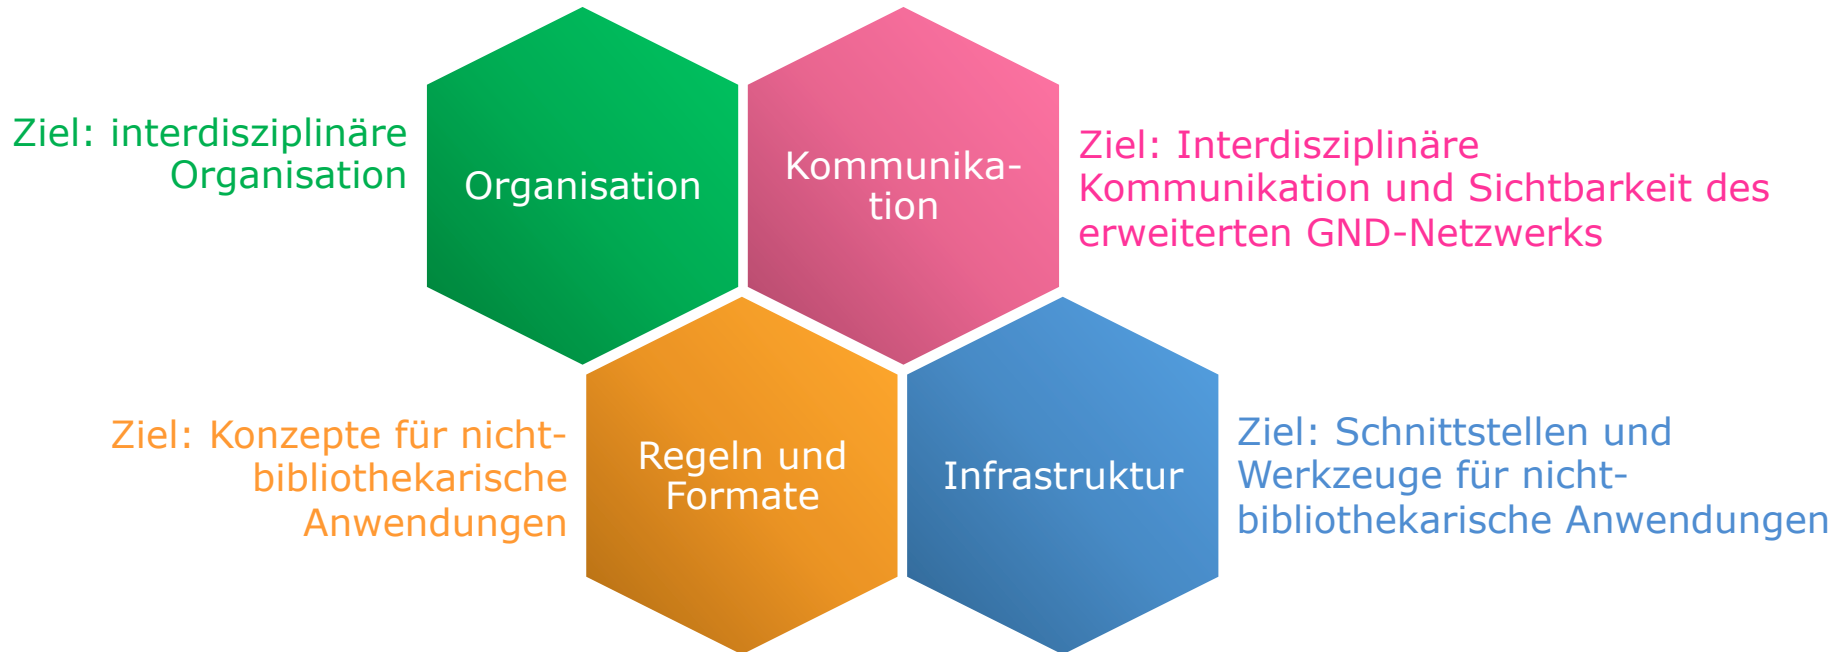 Ziel: interdisziplinäre
Organisation
Organisation
Kommunika-
tion
Ziel: Interdisziplinäre
Kommunikation und Sichtbarkeit des
erweiterten GND-Netzwerks
Ziel: Konzepte für nicht-
bibliothekarische
Anwendungen
Regeln und
Formate
Infrastruktur
Ziel: Schnittstellen und
Werkzeuge für nicht-
bibliothekarische Anwendungen